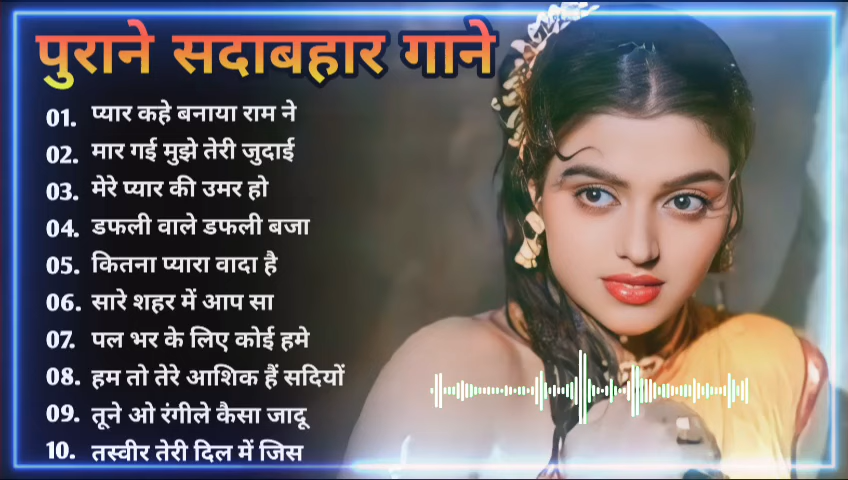 पुराने सदाबहार गाने
01. प्यार कहे बनाया राम ने
02. मार गई मुझे तेरी जुदाई
03. मेरे प्यार की उमर हो
04. डफली वाले डफली बजा
05. कितना प्यारा वादा है
06. सारे शहर में आप सा
07. पल भर के लिए कोई हमे
08. हम तो तेरे आशिक हैं सदियों
09. तूने ओ रंगीले कैसा जादू
10. तस्वीर तेरी दिल में जिस